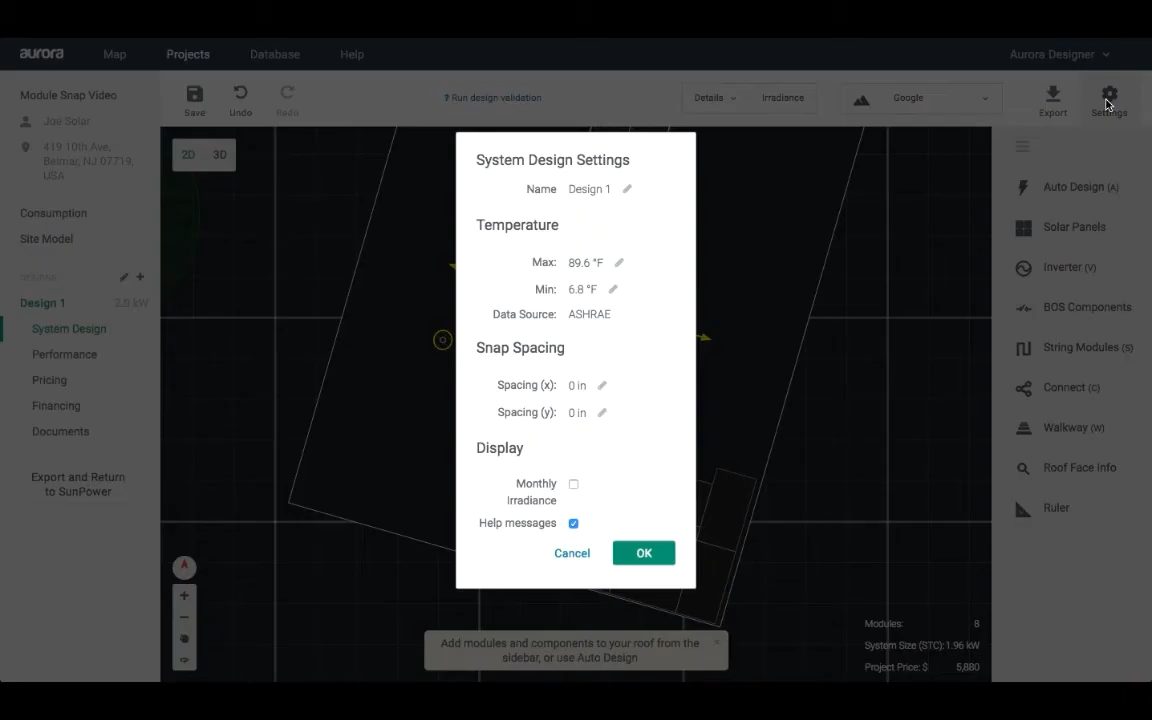 aurora
Map
Projects
Database
Help
Aurora Designer
Module Snap Video
Joe Solar
419 10th Ave,
Belmar, NJ 07719,
USA
Consumption
Site Model
Design 1
2.0 kW
System Design
Performance
Pricing
Financing
Documents
Export and Return
to SunPower
Save
Undo
Redo
? Run design validation
Details
Irradiance
Google
Export
Settings
2D
3D
System Design Settings
Name Design 1
Temperature
Max: 89.6 °F
Min: 6.8 °F
Data Source: ASHRAE
Snap Spacing
Spacing (x): 0 in
Spacing (y): 0 in
Display
Monthly
Irradiance
Help messages
Cancel
OK
Add modules and components to your roof from the
sidebar, or use Auto Design
Auto Design (A)
Solar Panels
Inverter (V)
BOS Components
String Modules (S)
Connect (C)
Walkway (W)
Roof Face Info
Ruler
Modules: 8
System Size (STC): 1.96 kW
Project Price: $ 5,880